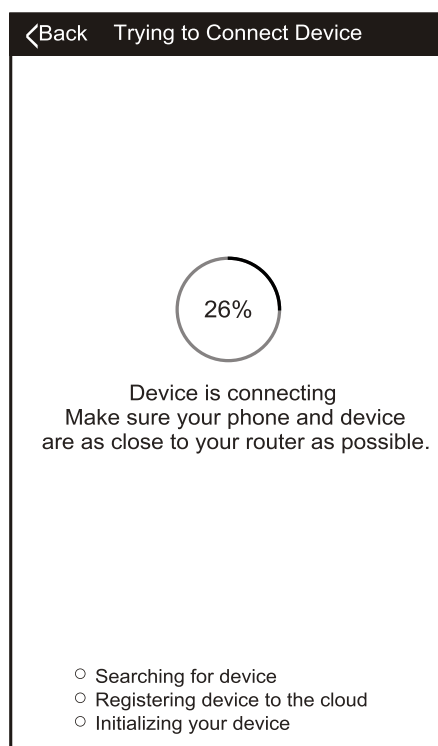 Back Trying to Connect Device
26%
Device is connecting
Make sure your phone and device
are as close to your router as possible.
Searching for device
Registering device to the cloud
Initializing your device